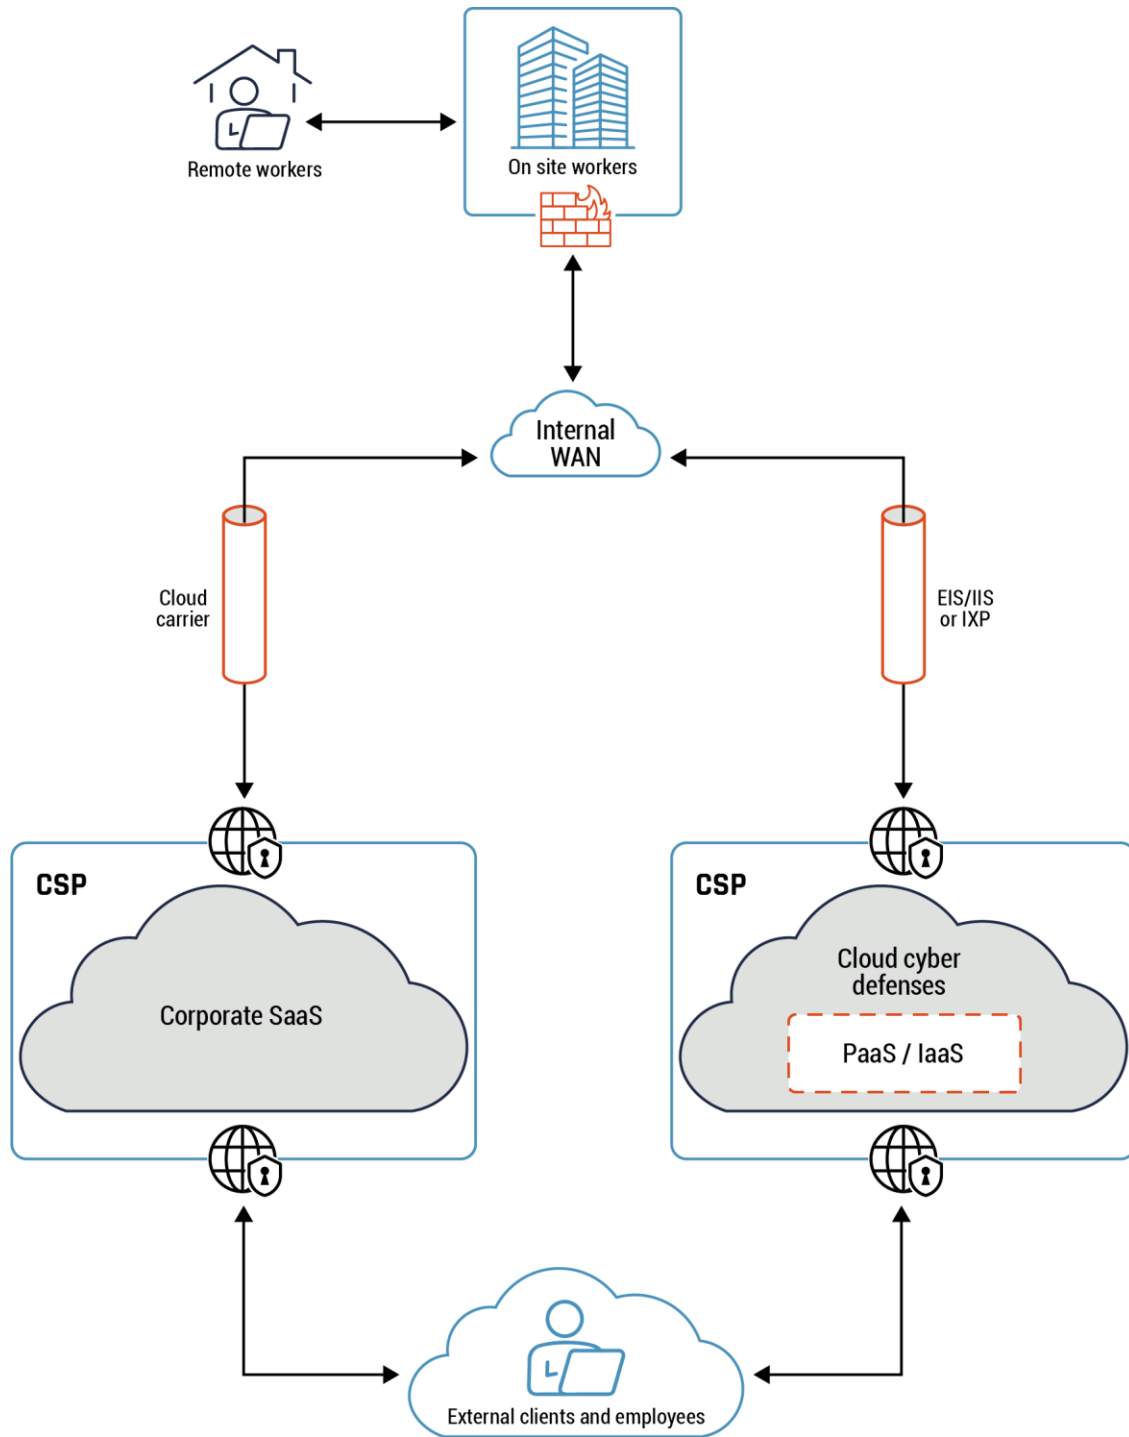 Remote workers
On site workers
Internal
WAN
Cloud
carrier
EIS/IIS
or IXP
CSP
Corporate SaaS
CSP
Cloud cyber
defenses
PaaS / IaaS
External clients and employees